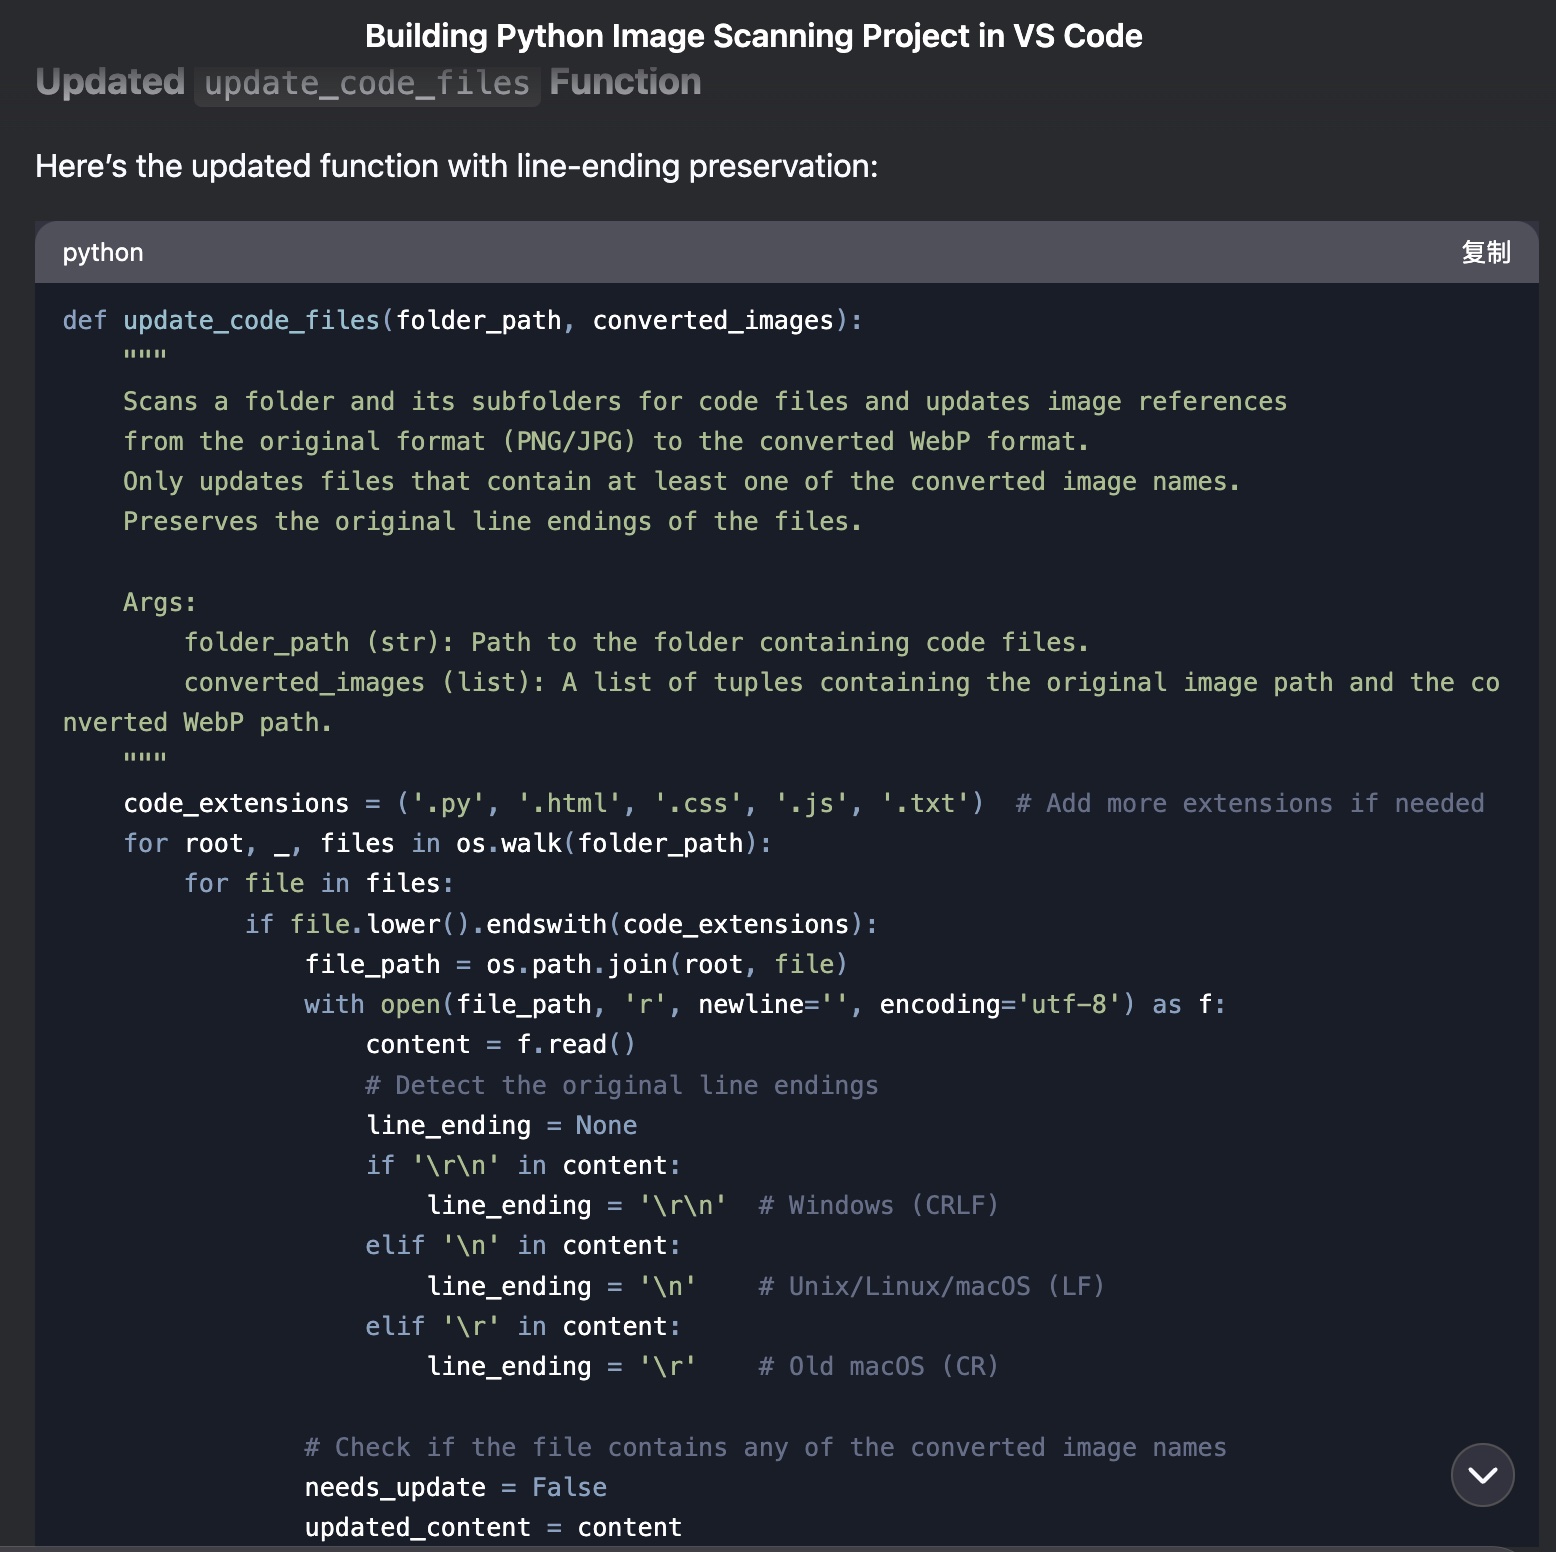 Building Python Image Scanning Project in VS Code
Updated update_code_files Function
Here’s the updated function with line-ending preservation:
python 复制
def update_code_files(folder_path, converted_images):
    """
    Scans a folder and its subfolders for code files and updates image references
    from the original format (PNG/JPG) to the converted WebP format.
    Only updates files that contain at least one of the converted image names.
    Preserves the original line endings of the files.

    Args:
        folder_path (str): Path to the folder containing code files.
        converted_images (list): A list of tuples containing the original image path and the co
nverted WebP path.
    """
    code_extensions = ('.py', '.html', '.css', '.js', '.txt')  # Add more extensions if needed
    for root, _, files in os.walk(folder_path):
        for file in files:
            if file.lower().endswith(code_extensions):
                file_path = os.path.join(root, file)
                with open(file_path, 'r', newline='', encoding='utf-8') as f:
                    content = f.read()
                    # Detect the original line endings
                    line_ending = None
                    if '\r\n' in content:
                        line_ending = '\r\n'  # Windows (CRLF)
                    elif '\n' in content:
                        line_ending = '\n'    # Unix/Linux/macOS (LF)
                    elif '\r' in content:
                        line_ending = '\r'    # Old macOS (CR)

                # Check if the file contains any of the converted image names
                needs_update = False
                updated_content = content